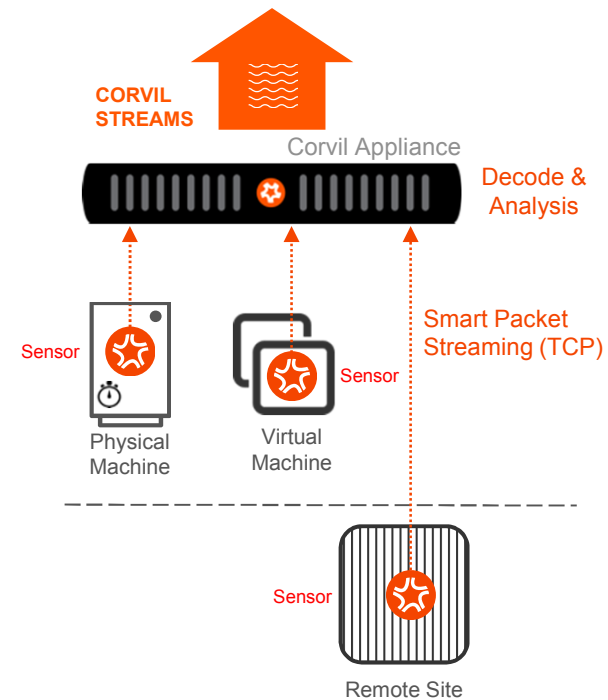 CORVIL
STREAMS
Corvil Appliance
Decode &
Analysis
Smart Packet
Streaming (TCP)
Sensor
Sensor
Physical
Machine
Virtual
Machine
Sensor
Remote Site